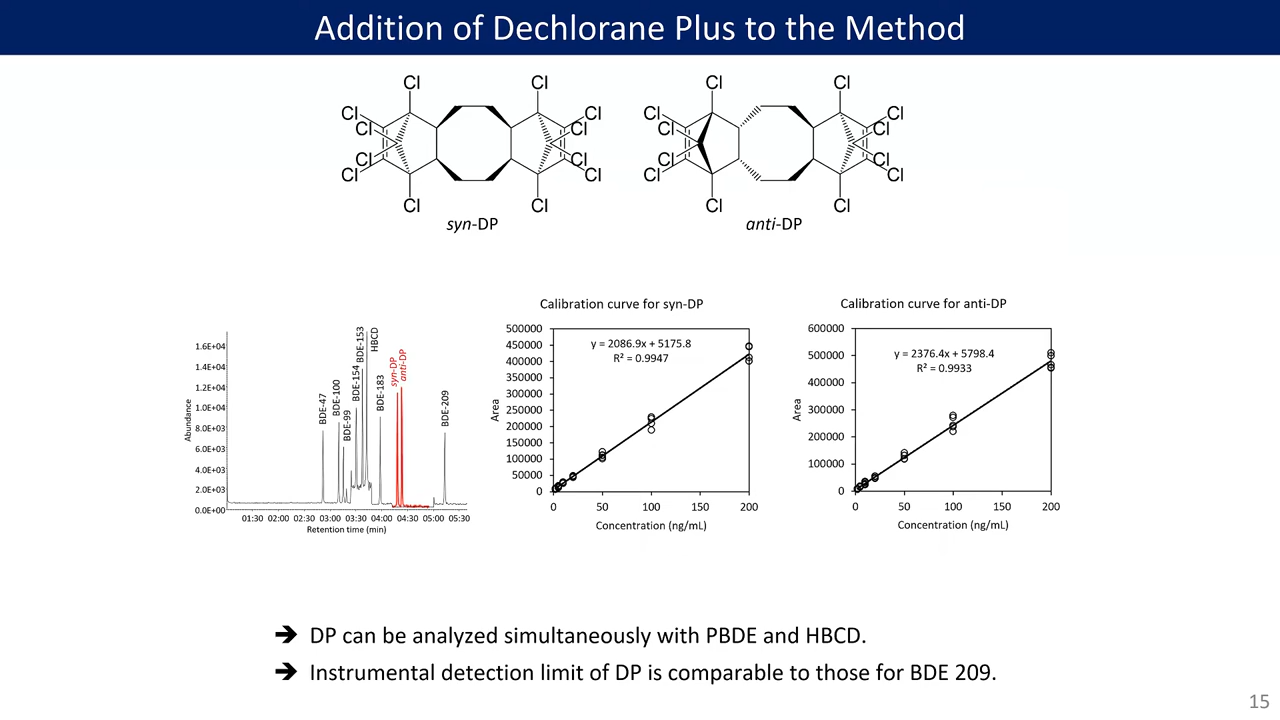 Addition of Dechlorane Plus to the Method
Cl Cl Cl Cl
Cl Cl Cl Cl
Cl Cl Cl Cl
Cl Cl Cl Cl
Cl Cl Cl Cl
Cl Cl Cl Cl
syn-DP
anti-DP
Abundance
1.6E+04
1.4E+04
1.2E+04
1.0E+04
8.0E+03
6.0E+03
4.0E+03
2.0E+03
0.0E+00
BDE-47
BDE-100
BDE-99
BDE-154
BDE-153
HBCD
BDE-183
syn-DP
anti-DP
BDE-209
01:30 02:00 02:30 03:00 03:30 04:00 04:30 05:00 05:30
Retention time (min)
Calibration curve for syn-DP
y = 2086.9x + 5175.8
R² = 0.9947
Area
500000
450000
400000
350000
300000
250000
200000
150000
100000
50000
0
0 50 100 150 200
Concentration (ng/mL)
Calibration curve for anti-DP
y = 2376.4x + 5798.4
R² = 0.9933
Area
600000
500000
400000
300000
200000
100000
0
0 50 100 150 200
Concentration (ng/mL)
➔ DP can be analyzed simultaneously with PBDE and HBCD.
➔ Instrumental detection limit of DP is comparable to those for BDE 209.
15